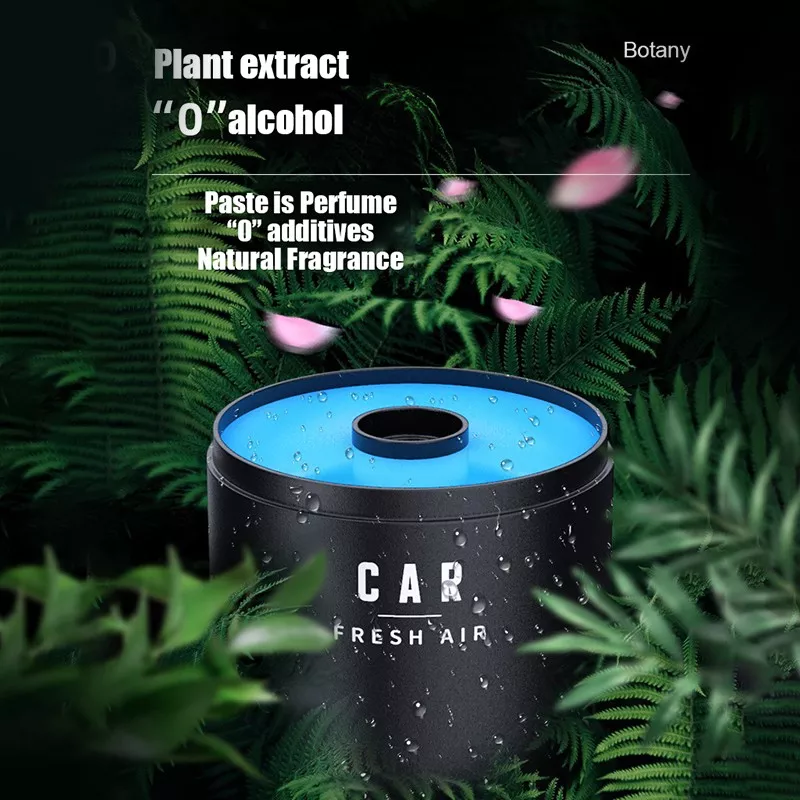 Plant extract
Botany
“0”alcohol
Paste is Perfume
“0” additives
Natural Fragrance
CAR
FRESH AIR